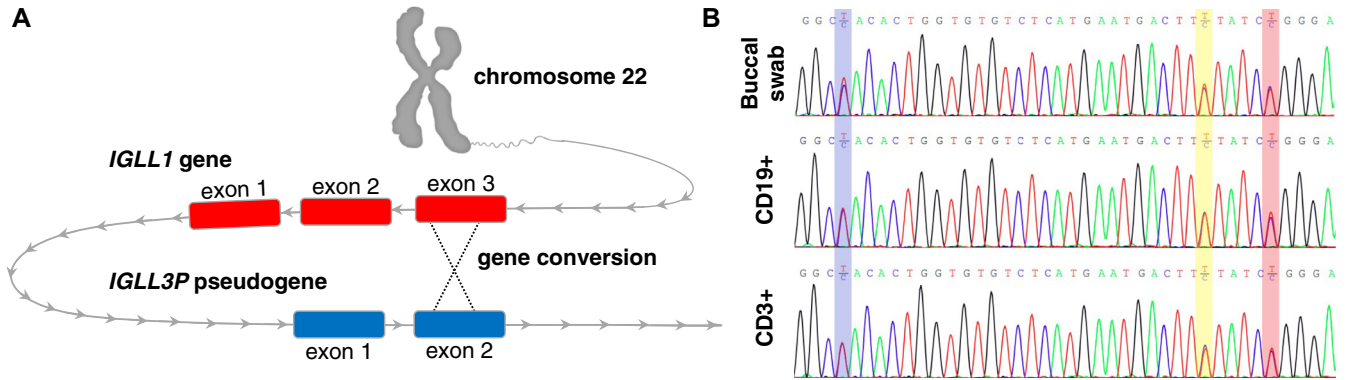 A
chromosome 22
IGLL1 gene
exon 1 exon 2 exon 3
gene conversion
IGLL3P pseudogene
exon 1 exon 2
B
Buccal
swab
G G C T/C A C A C T G G T G T G T C T C A T G A A T G A C T T T/C T A T C T/C G G G A
CD19+
G G C T/C A C A C T G G T G T G T C T C A T G A A T G A C T T T/C T A T C T/C G G G A
CD3+
G G C T/C A C A C T G G T G T G T C T C A T G A A T G A C T T T/C T A T C T/C G G G A